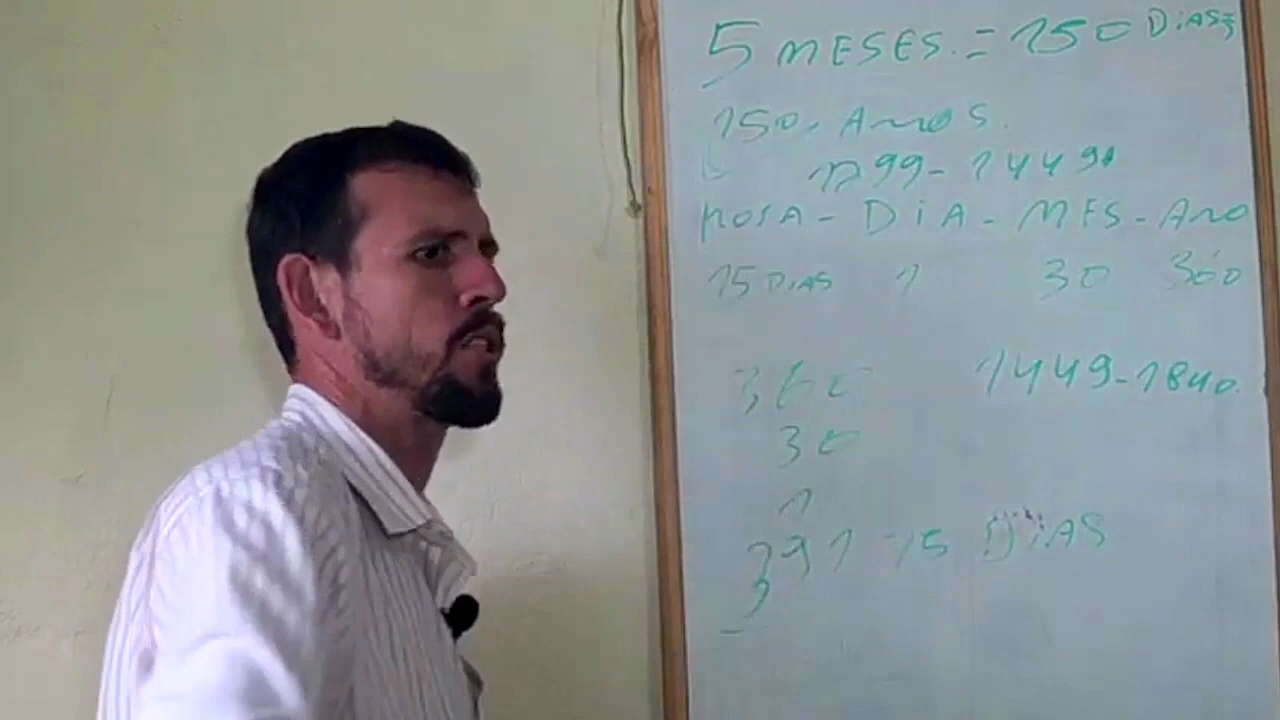 5 MESES. = 150 DIAS
150. ANOS.
1299-1449.
HORA - DIA - MES - ANO
15 DIAS 1 30 360
360 1449-1840.
30
1
391 15 DIAS